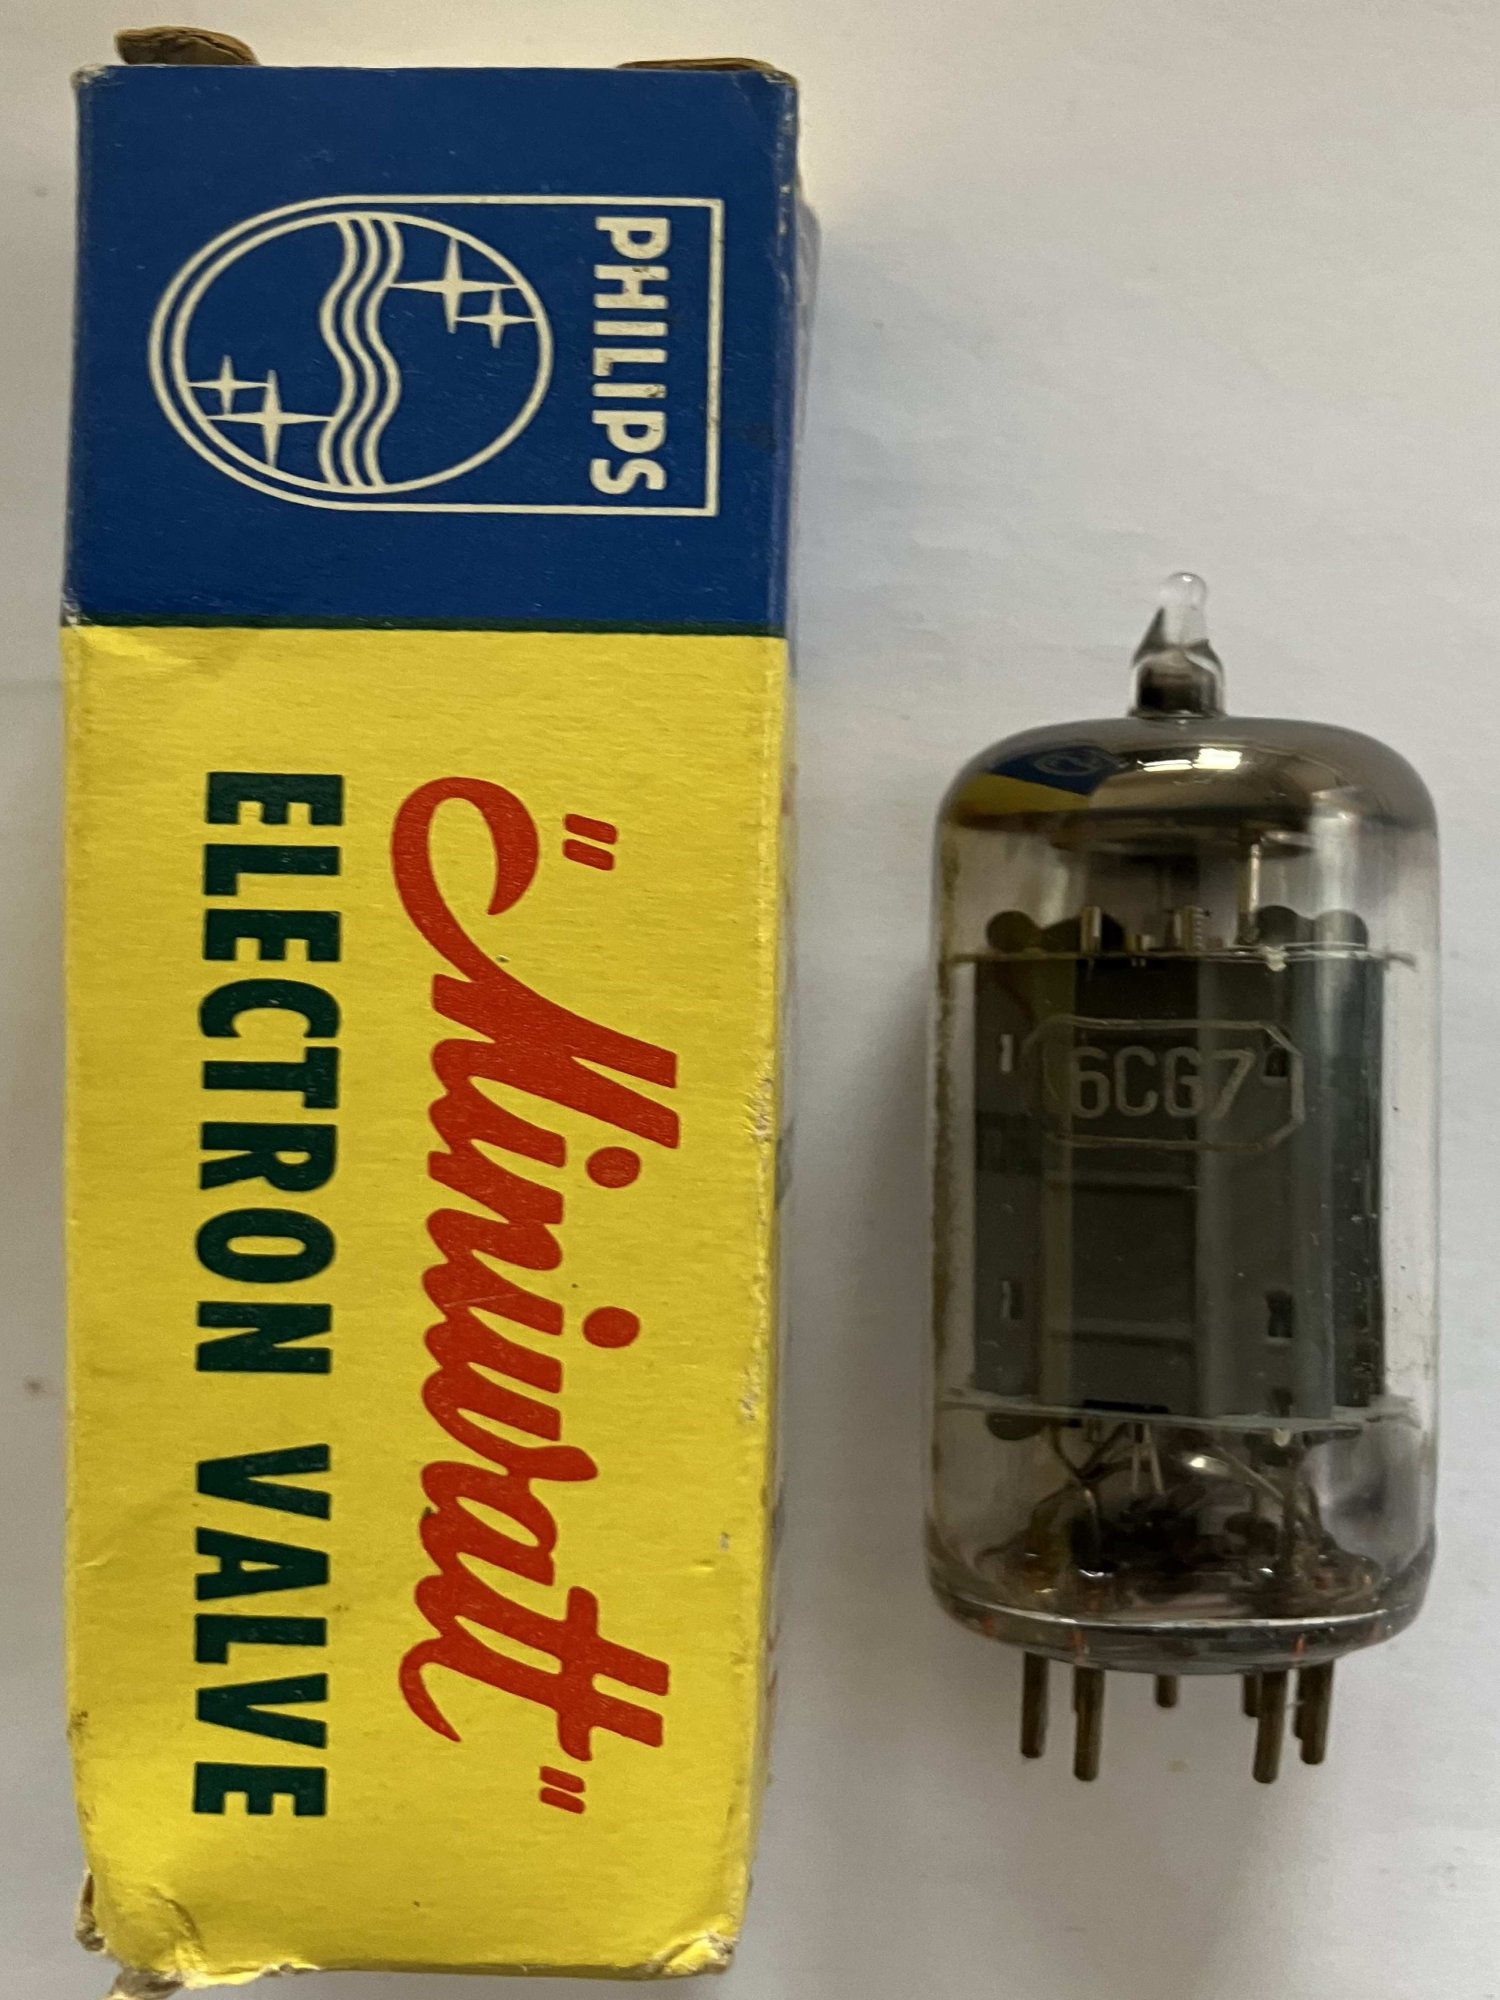 PHILIPS
"Miniwatt"
ELECTRON VALVE
6CG7